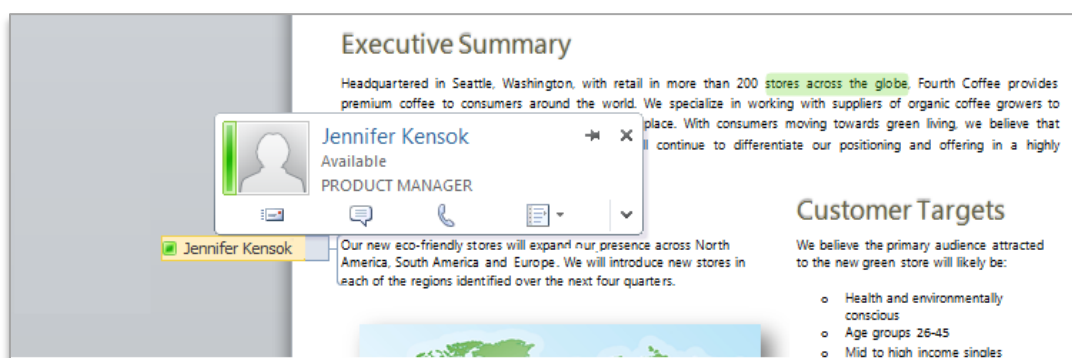 Executive Summary
Headquartered in Seattle, Washington, with retail in more than 200 stores across the globe, Fourth Coffee provides
premium coffee to consumers around the world. We specialize in working with suppliers of organic coffee growers to
place. With consumers moving towards green living, we believe that
continue to differentiate our positioning and offering in a highly
Jennifer Kensok
Available
PRODUCT MANAGER
Jennifer Kensok
Our new eco-friendly stores will expand our presence across North
America, South America and Europe. We will introduce new stores in
each of the regions identified over the next four quarters.
Customer Targets
We believe the primary audience attracted
to the new green store will likely be:
o Health and environmentally
conscious
o Age groups 26-45
o Mid to high income singles